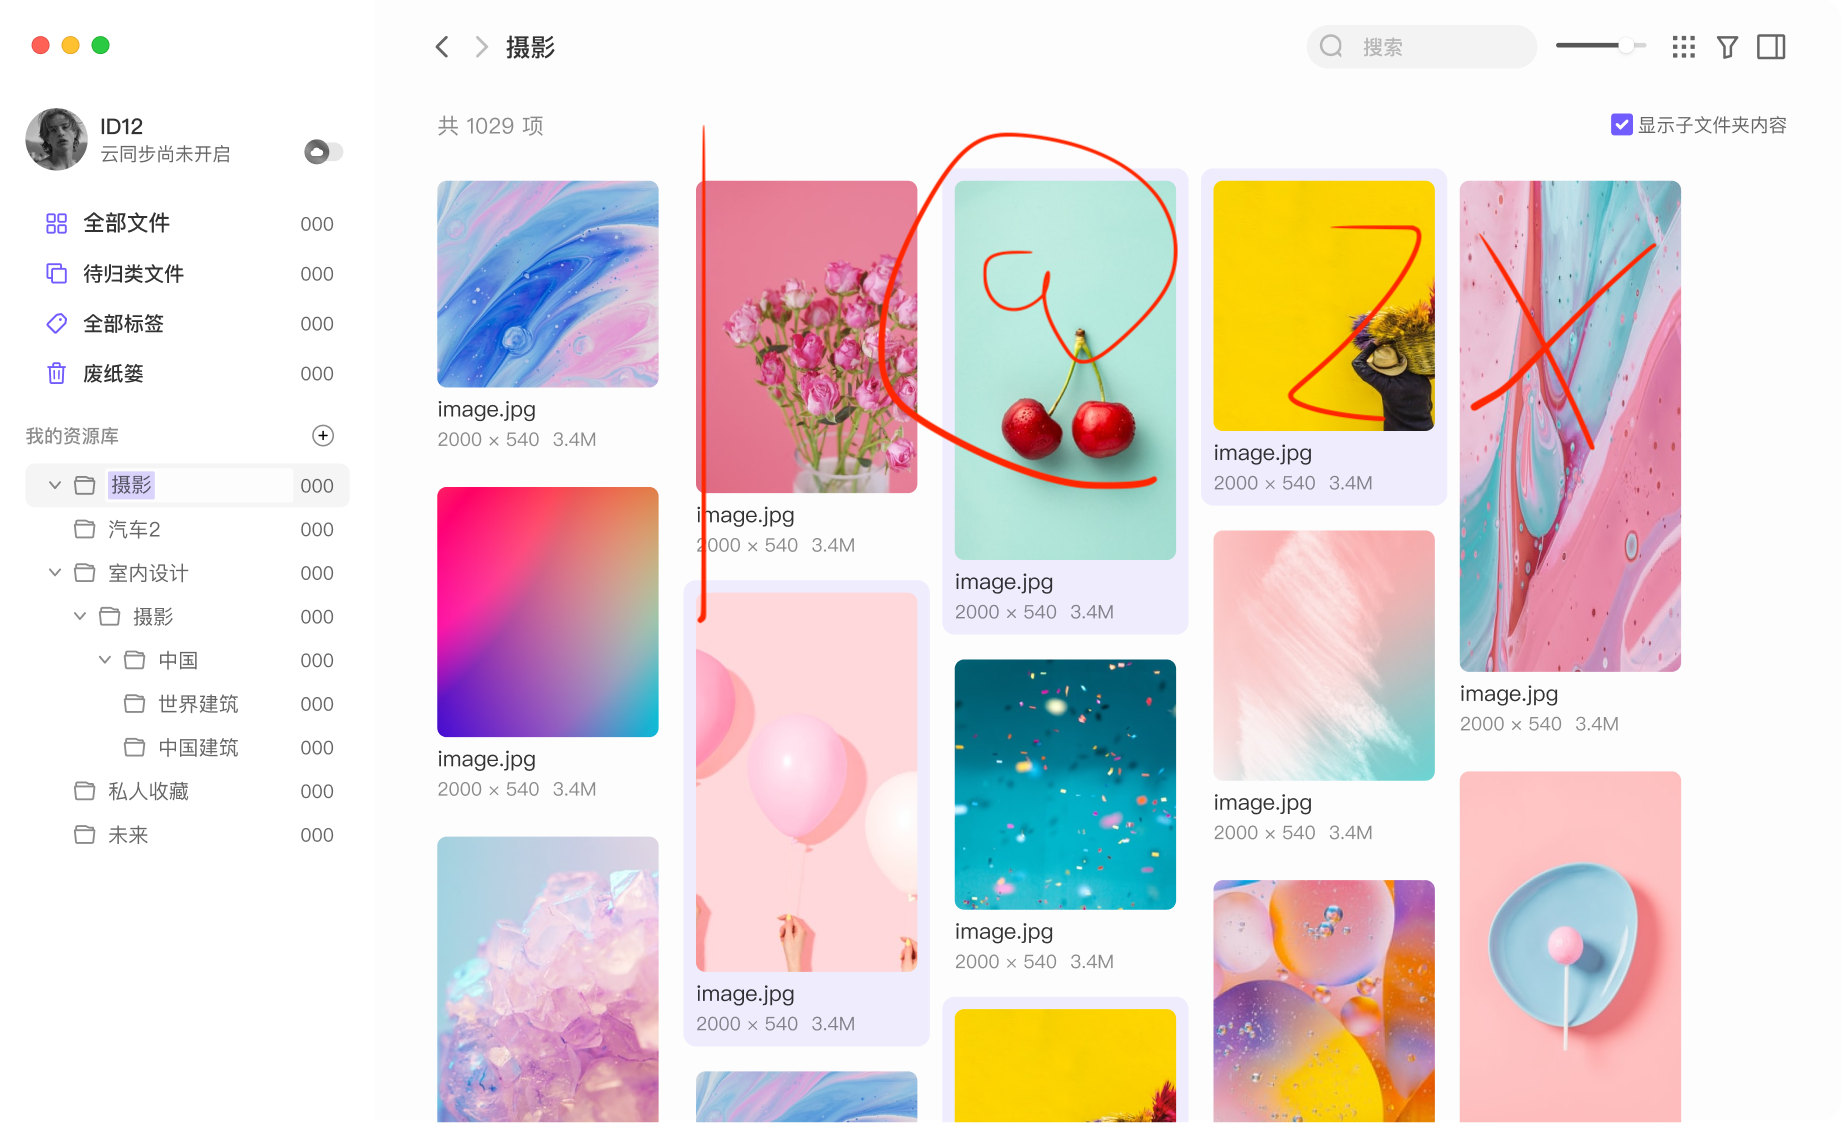 摄影
搜索
ID12
云同步尚未开启
共 1029 项
显示子文件夹内容
全部文件 000
待归类文件 000
全部标签 000
废纸篓 000
我的资源库
摄影 000
汽车2 000
室内设计 000
摄影 000
中国 000
世界建筑 000
中国建筑 000
私人收藏 000
未来 000
image.jpg
2000 × 540 3.4M
image.jpg
2000 × 540 3.4M
image.jpg
2000 × 540 3.4M
image.jpg
2000 × 540 3.4M
image.jpg
2000 × 540 3.4M
image.jpg
2000 × 540 3.4M
image.jpg
2000 × 540 3.4M
image.jpg
2000 × 540 3.4M
image.jpg
2000 × 540 3.4M